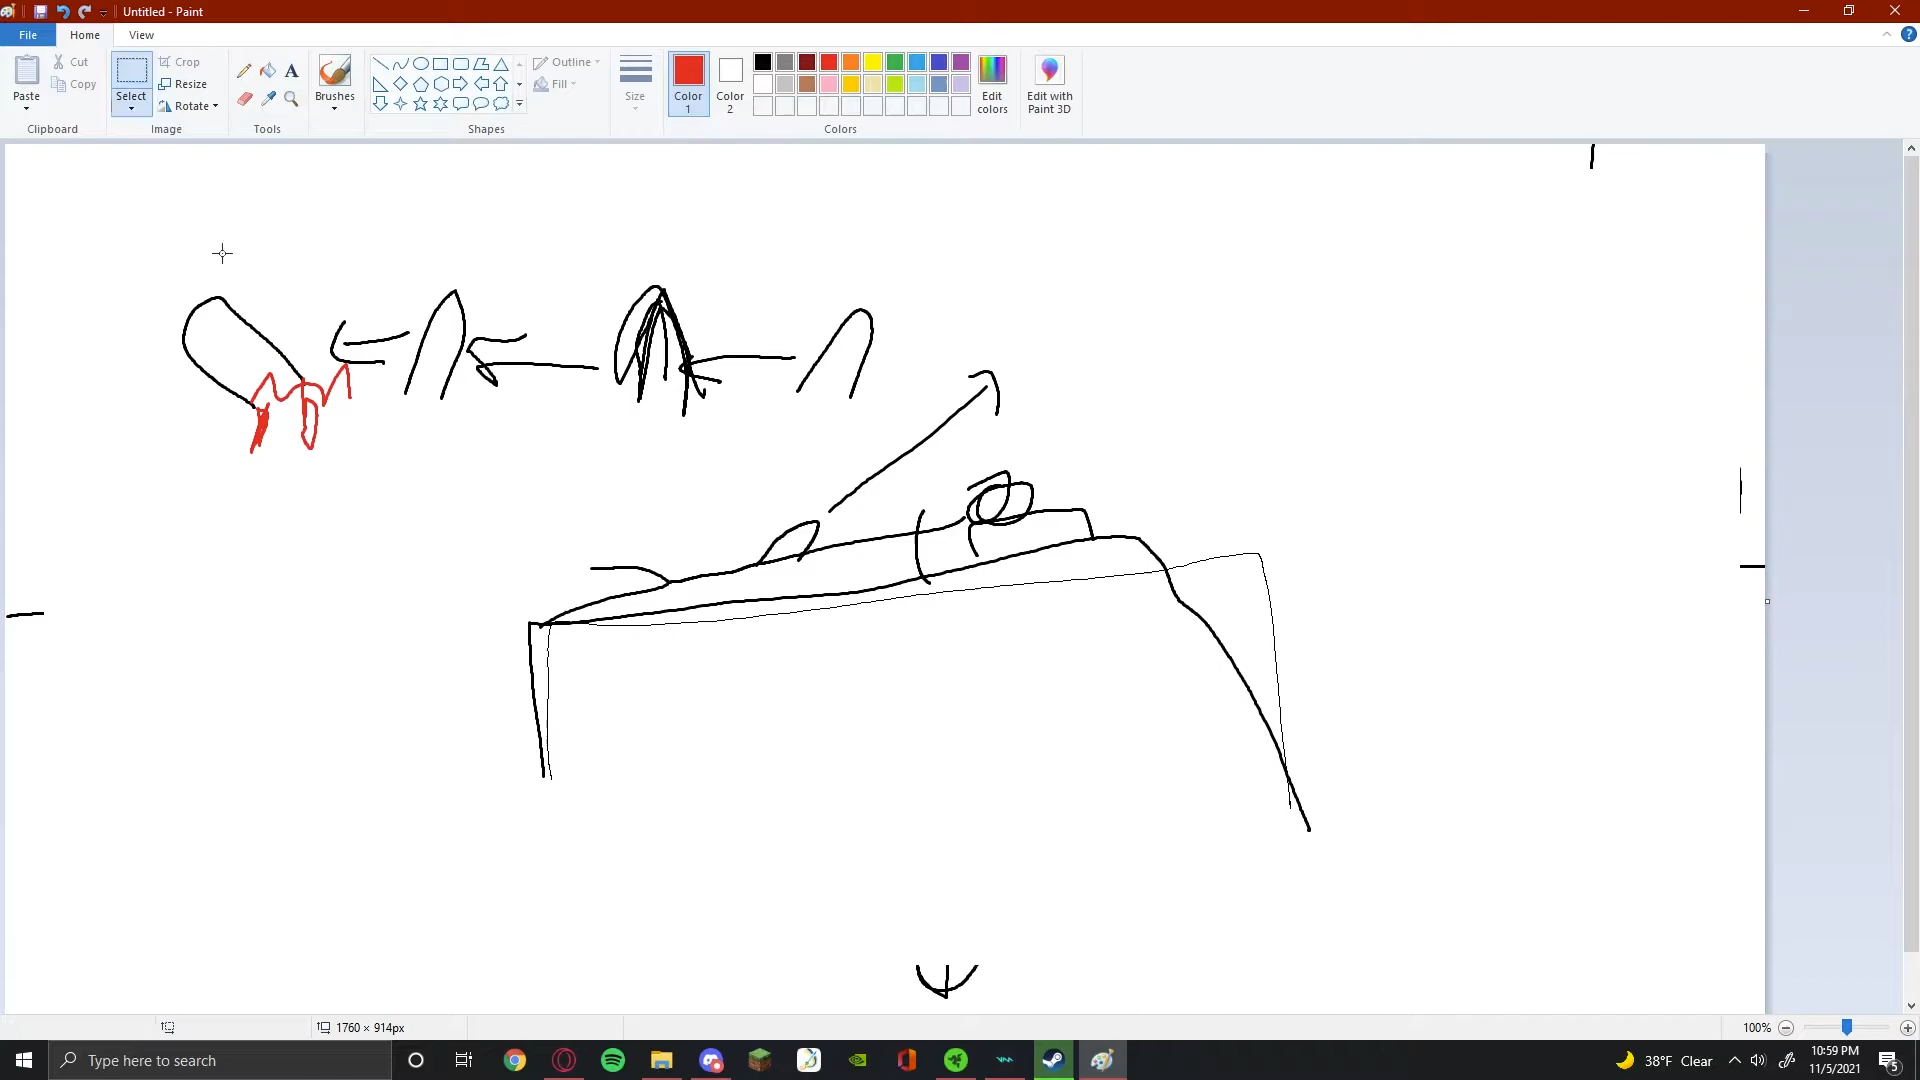 Untitled - Paint
File Home View
Paste Cut Copy Clipboard
Select Crop Resize Rotate Image
Tools
Brushes
Outline Fill Shapes
Size
Color 1 Color 2 Edit colors Colors
Edit with Paint 3D
1760 × 914px 100%
Type here to search 38°F Clear 10:59 PM
11/5/2021 5